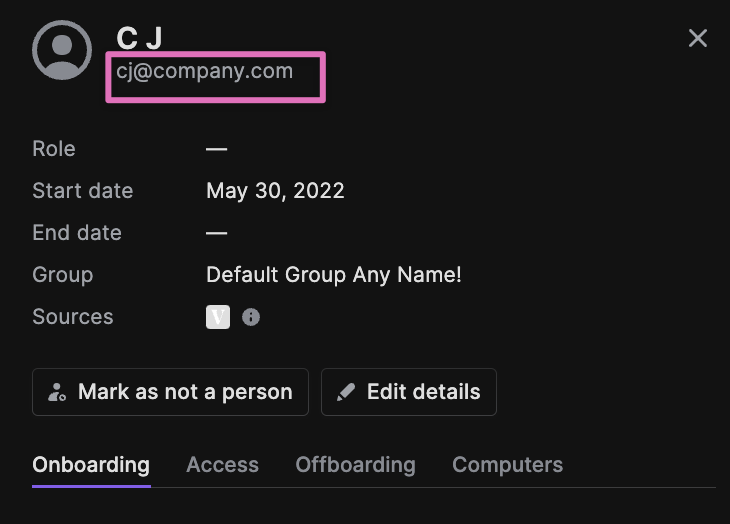 C J
cj@company.com
Role —
Start date May 30, 2022
End date —
Group Default Group Any Name!
Sources V i
Mark as not a person Edit details
Onboarding Access Offboarding Computers